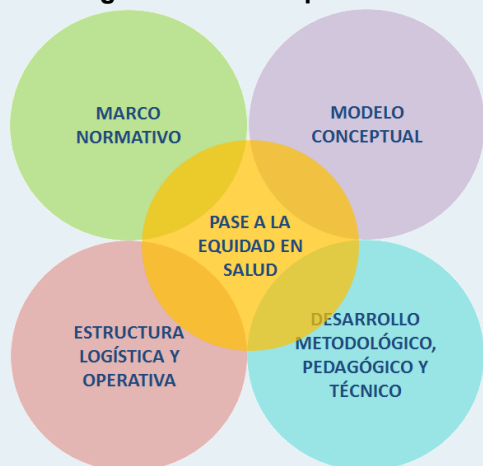 MARCO
NORMATIVO
MODELO
CONCEPTUAL
PASE A LA
EQUIDAD EN
SALUD
ESTRUCTURA
LOGÍSTICA Y
OPERATIVA
DESARROLLO
METODOLÓGICO,
PEDAGÓGICO Y
TÉCNICO